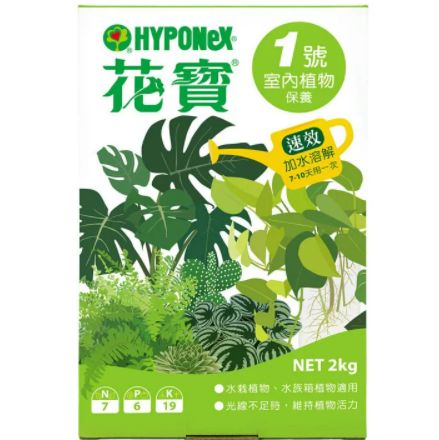 HYPONeX®
花寶®
1號
室內植物
保養
速效
加水溶解
7-10天用一次
NET 2kg
N P K
7 6 19
●水栽植物、水族箱植物適用
●光線不足時，維持植物活力